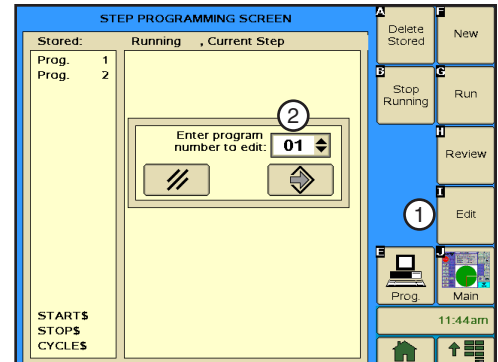 STEP PROGRAMMING SCREEN
Stored:
Running , Current Step
Prog. 1
Prog. 2
Enter program
number to edit: 01
2
START$
STOP$
CYCLE$
A
Delete
Stored
F
New
B
Stop
Running
G
Run
H
Review
1
I
Edit
E
Prog.
J
Main
11:44am